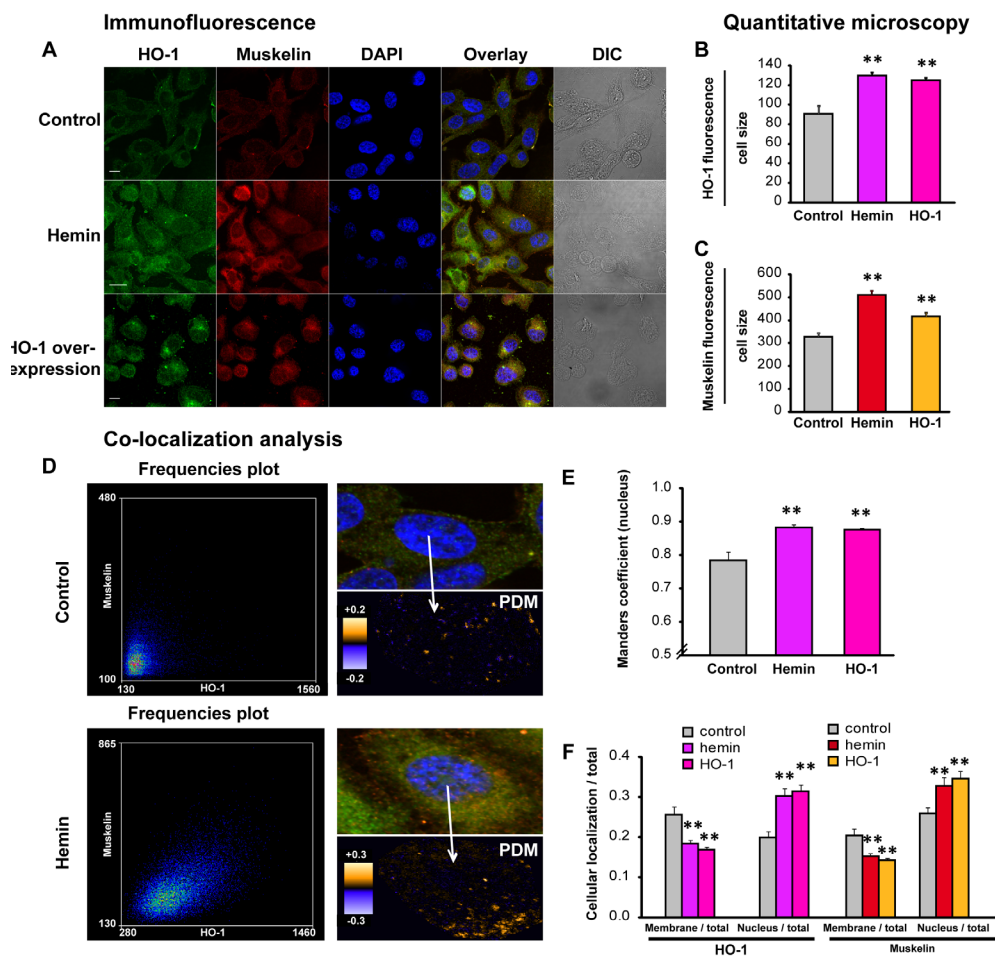 Immunofluorescence
Quantitative microscopy
A
HO-1 Muskelin DAPI Overlay DIC
Control
Hemin
HO-1 over-
expression
B
HO-1 fluorescence
cell size
140
120
100
80
60
40
20
0
** **
Control Hemin HO-1
C
Muskelin fluorescence
cell size
600
500
400
300
200
100
0
** **
Control Hemin HO-1
Co-localization analysis
D
Frequencies plot
Control
480
Muskelin
100
130 HO-1 1560
PDM
+0.2
-0.2
Frequencies plot
Hemin
865
Muskelin
130
280 HO-1 1460
PDM
+0.3
-0.3
E
Manders coefficient (nucleus)
1.0
0.9
0.8
0.7
0.6
0.5
** **
Control Hemin HO-1
F
control
hemin
HO-1
control
hemin
HO-1
Cellular localization / total
0.4
0.3
0.2
0.1
0.0
** ** ** ** ** ** ** **
Membrane / total Nucleus / total Membrane / total Nucleus / total
HO-1 Muskelin